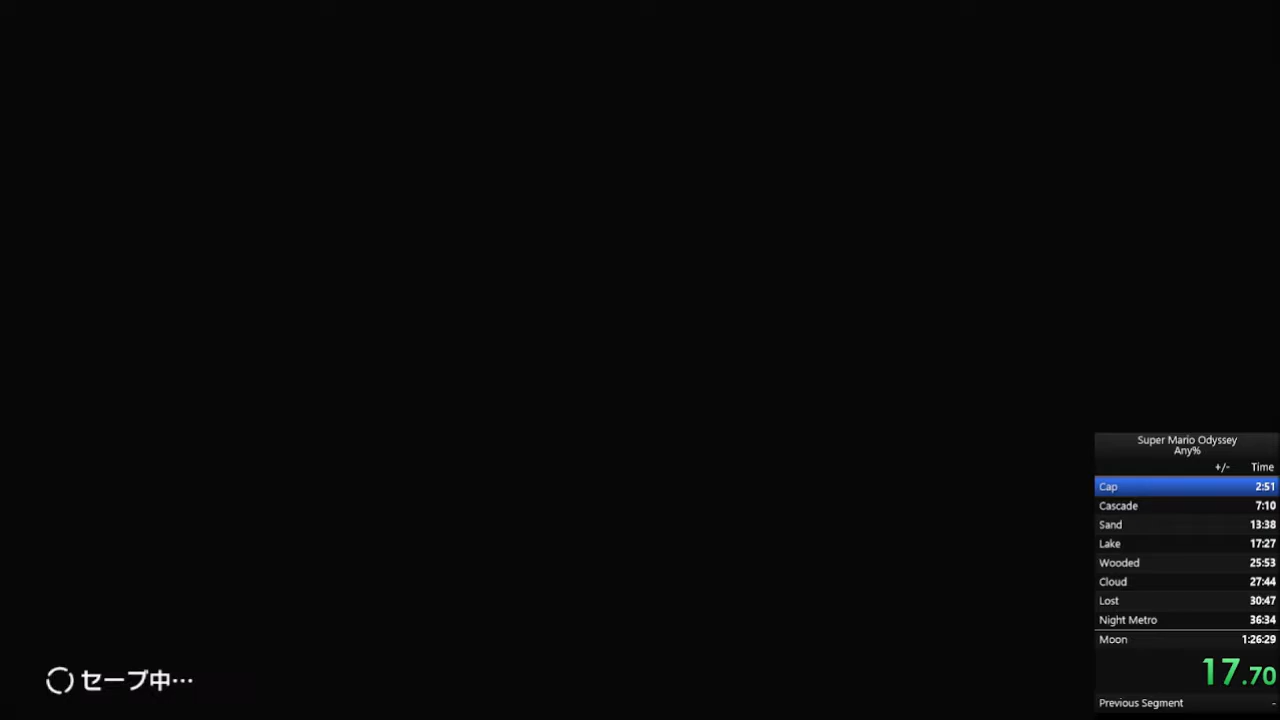 Super Mario Odyssey
Any%
+/- Time
Cap 2:51
Cascade 7:10
Sand 13:38
Lake 17:27
Wooded 25:53
Cloud 27:44
Lost 30:47
Night Metro 36:34
Moon 1:26:29
17.70
セーブ中…
Previous Segment -